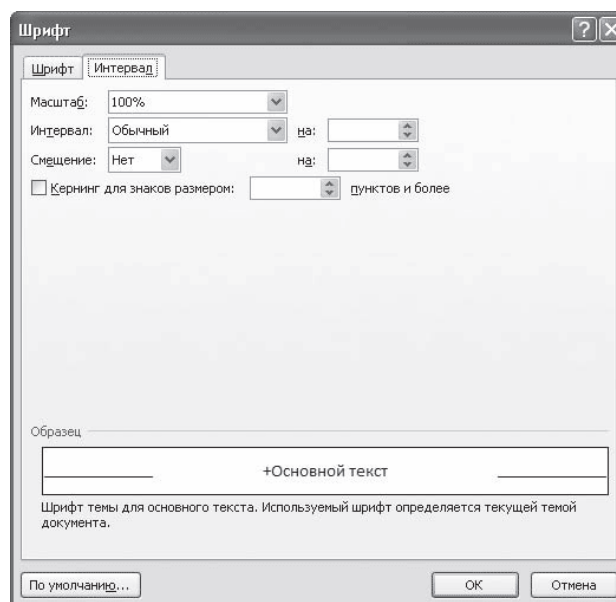 Шрифт
Шрифт Интервал
Масштаб: 100%
Интервал: Обычный на:
Смещение: Нет на:
Кернинг для знаков размером: пунктов и более
Образец
+Основной текст
Шрифт темы для основного текста. Используемый шрифт определяется текущей темой
документа.
По умолчанию... ОК Отмена